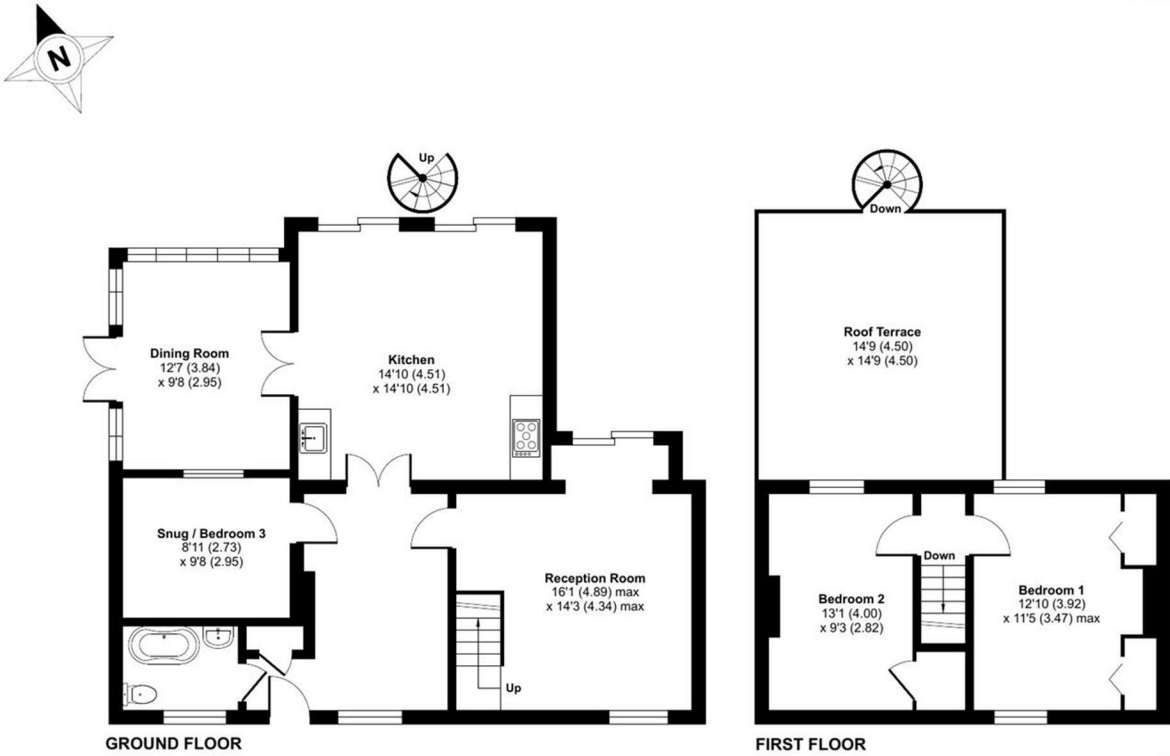 N
Up
Down
Dining Room
12'7 (3.84)
x 9'8 (2.95)
Kitchen
14'10 (4.51)
x 14'10 (4.51)
Roof Terrace
14'9 (4.50)
x 14'9 (4.50)
Snug / Bedroom 3
8'11 (2.73)
x 9'8 (2.95)
Reception Room
16'1 (4.89) max
x 14'3 (4.34) max
Up
Bedroom 2
13'1 (4.00)
x 9'3 (2.82)
Down
Bedroom 1
12'10 (3.92)
x 11'5 (3.47) max
GROUND FLOOR
FIRST FLOOR